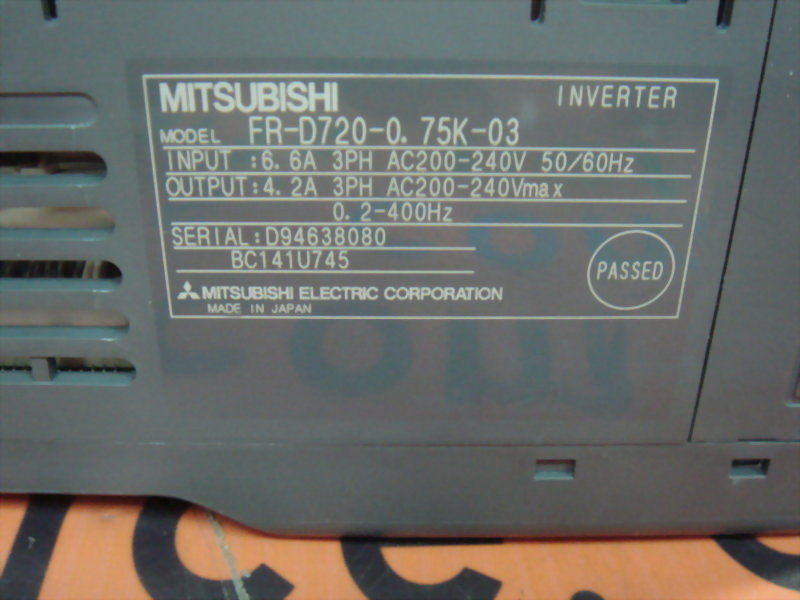 MITSUBISHI INVERTER
MODEL FR-D720-0.75K-03
INPUT :6.6A 3PH AC200-240V 50/60Hz
OUTPUT:4.2A 3PH AC200-240Vmax
0.2-400Hz
SERIAL:D94638080
BC141U745
PASSED
MITSUBISHI ELECTRIC CORPORATION
MADE IN JAPAN